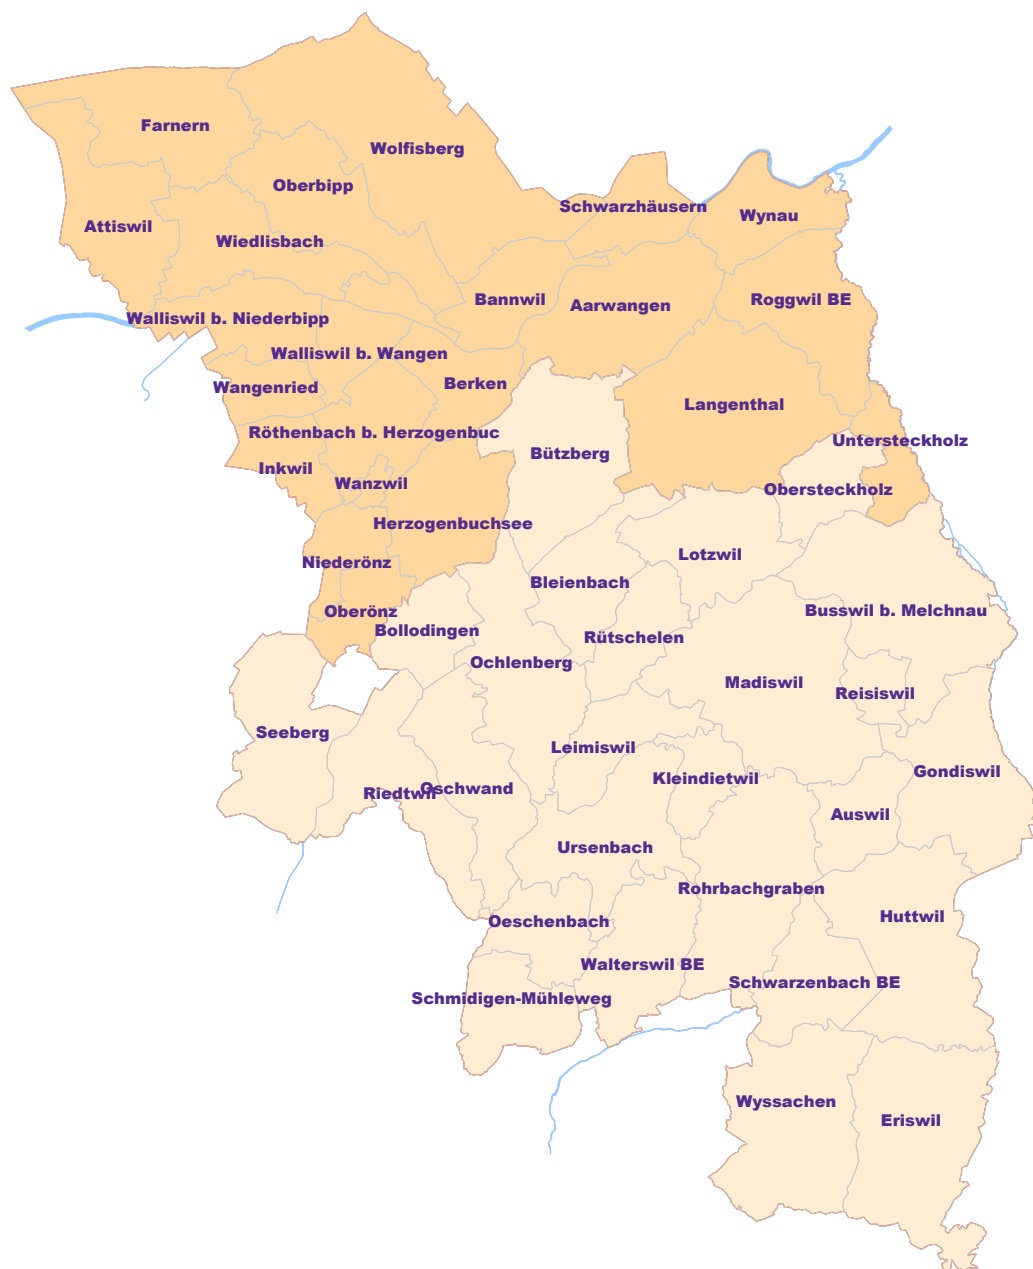 Farnern
Wolfisberg
Oberbipp
Schwarzhäusern
Wynau
Attiswil
Wiedlisbach
Bannwil
Aarwangen
Roggwil BE
Walliswil b. Niederbipp
Walliswil b. Wangen
Berken
Wangenried
Langenthal
Röthenbach b. Herzogenbuc
Untersteckholz
Bützberg
Inkwil
Wanzwil
Obersteckholz
Herzogenbuchsee
Lotzwil
Niederönz
Bleienbach
Oberönz
Busswil b. Melchnau
Bollodingen
Rütschelen
Ochlenberg
Madiswil
Reisiswil
Seeberg
Leimiswil
Gondiswil
Kleindietwil
Riedtwil
Oschwand
Auswil
Ursenbach
Rohrbachgraben
Huttwil
Oeschenbach
Walterswil BE
Schwarzenbach BE
Schmidigen-Mühleweg
Wyssachen
Eriswil